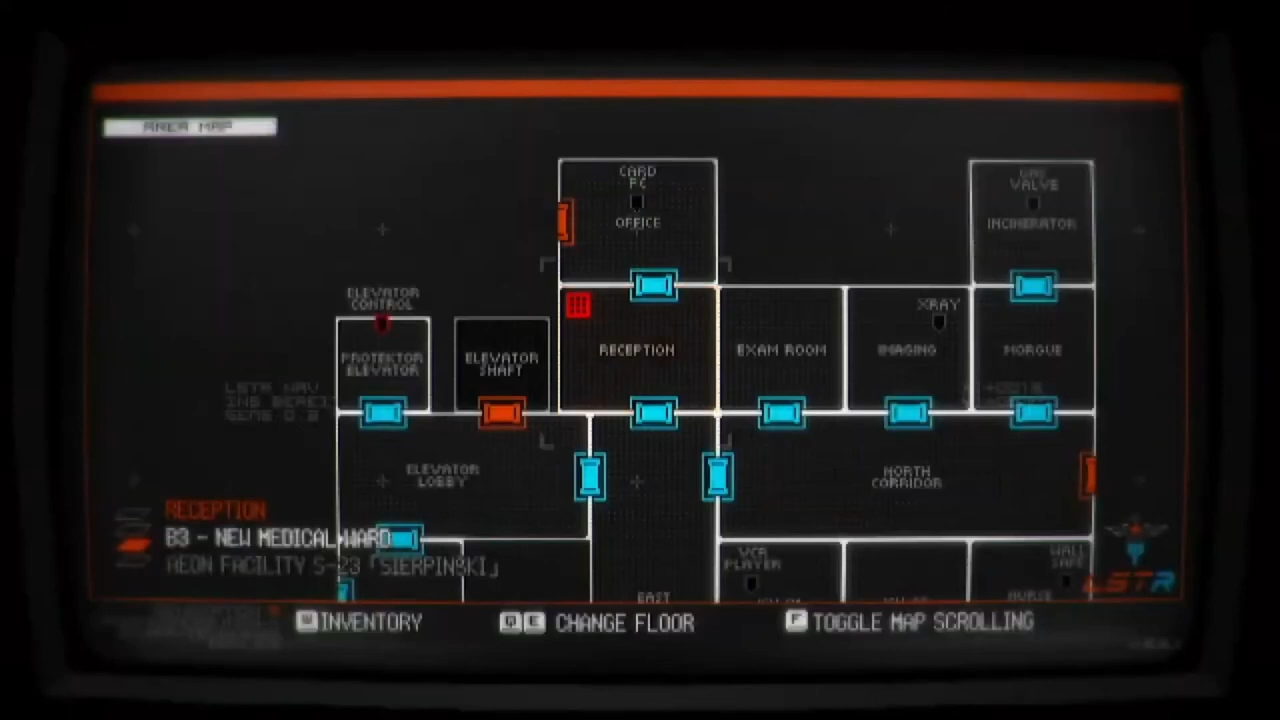 AREA MAP
CARD
PC
OFFICE
VALVE
INCINERATOR
ELEVATOR
CONTROL
PROTEKTOR
ELEVATOR
ELEVATOR
SHAFT
RECEPTION
EXAM ROOM
XRAY
IMAGING
MORGUE
ELEVATOR
LOBBY
NORTH
CORRIDOR
RECEPTION
B3 - NEW MEDICAL WARD
AEON FACILITY S-23 「SIERPINSKI」
VCR
PLAYER
WALL
SAFE
NURSE
EAST
LSTR
INVENTORY
CHANGE FLOOR
F TOGGLE MAP SCROLLING